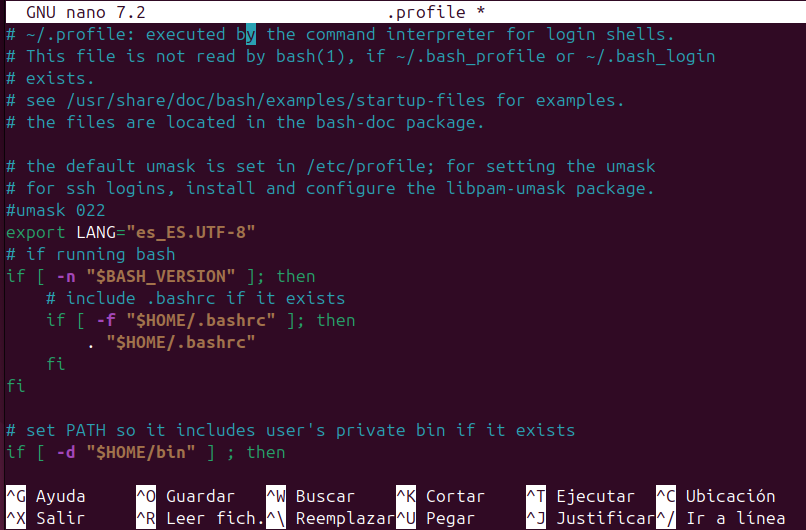 GNU nano 7.2 .profile *
# ~/.profile: executed by the command interpreter for login shells.
# This file is not read by bash(1), if ~/.bash_profile or ~/.bash_login
# exists.
# see /usr/share/doc/bash/examples/startup-files for examples.
# the files are located in the bash-doc package.

# the default umask is set in /etc/profile; for setting the umask
# for ssh logins, install and configure the libpam-umask package.
#umask 022
export LANG="es_ES.UTF-8"
# if running bash
if [ -n "$BASH_VERSION" ]; then
    # include .bashrc if it exists
    if [ -f "$HOME/.bashrc" ]; then
        . "$HOME/.bashrc"
    fi
fi

# set PATH so it includes user's private bin if it exists
if [ -d "$HOME/bin" ] ; then

^G Ayuda ^O Guardar ^W Buscar ^K Cortar ^T Ejecutar ^C Ubicación
^X Salir ^R Leer fich. ^\ Reemplazar ^U Pegar ^J Justificar ^/ Ir a línea